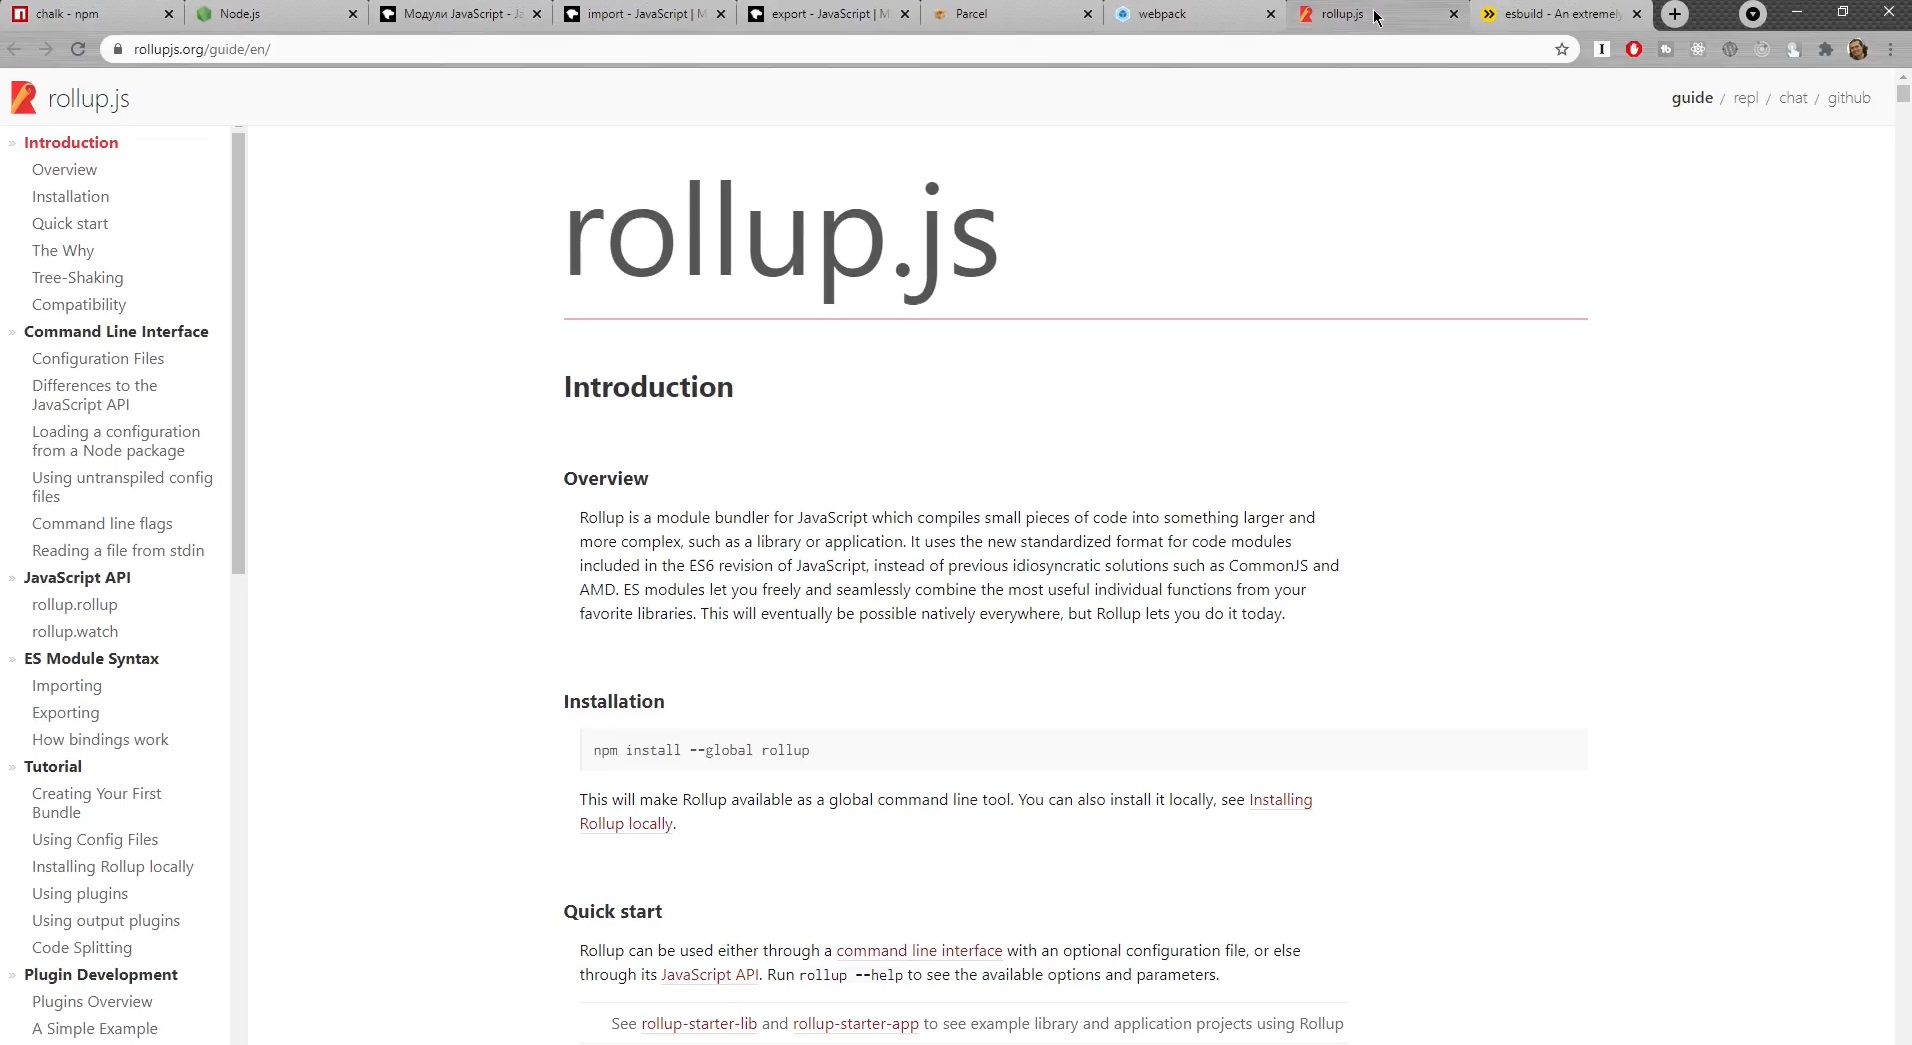 chalk - npm
Node.js
Модули JavaScript - Ja
import - JavaScript | M
export - JavaScript | M
Parcel
webpack
rollup.js
esbuild - An extremely
rollupjs.org/guide/en/
rollup.js
guide / repl / chat / github
» Introduction
Overview
Installation
Quick start
The Why
Tree-Shaking
Compatibility
» Command Line Interface
Configuration Files
Differences to the
JavaScript API
Loading a configuration
from a Node package
Using untranspiled config
files
Command line flags
Reading a file from stdin
» JavaScript API
rollup.rollup
rollup.watch
» ES Module Syntax
Importing
Exporting
How bindings work
» Tutorial
Creating Your First
Bundle
Using Config Files
Installing Rollup locally
Using plugins
Using output plugins
Code Splitting
» Plugin Development
Plugins Overview
A Simple Example
rollup.js
Introduction
Overview
Rollup is a module bundler for JavaScript which compiles small pieces of code into something larger and
more complex, such as a library or application. It uses the new standardized format for code modules
included in the ES6 revision of JavaScript, instead of previous idiosyncratic solutions such as CommonJS and
AMD. ES modules let you freely and seamlessly combine the most useful individual functions from your
favorite libraries. This will eventually be possible natively everywhere, but Rollup lets you do it today.
Installation
npm install --global rollup
This will make Rollup available as a global command line tool. You can also install it locally, see Installing
Rollup locally.
Quick start
Rollup can be used either through a command line interface with an optional configuration file, or else
through its JavaScript API. Run rollup --help to see the available options and parameters.
See rollup-starter-lib and rollup-starter-app to see example library and application projects using Rollup